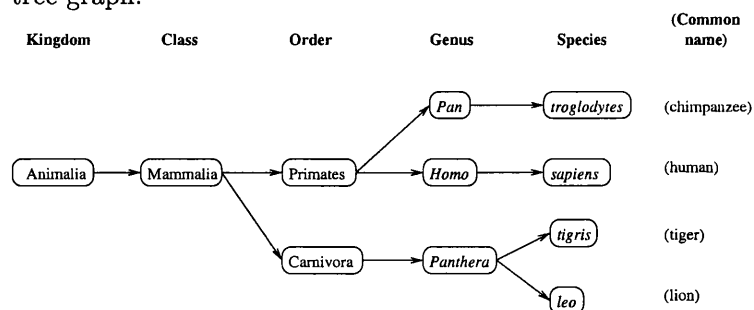 tree graph.
(Common
Kingdom Class Order Genus Species name)
Pan troglodytes (chimpanzee)
Animalia Mammalia Primates Homo sapiens (human)
tigris (tiger)
Carnivora Panthera
leo (lion)